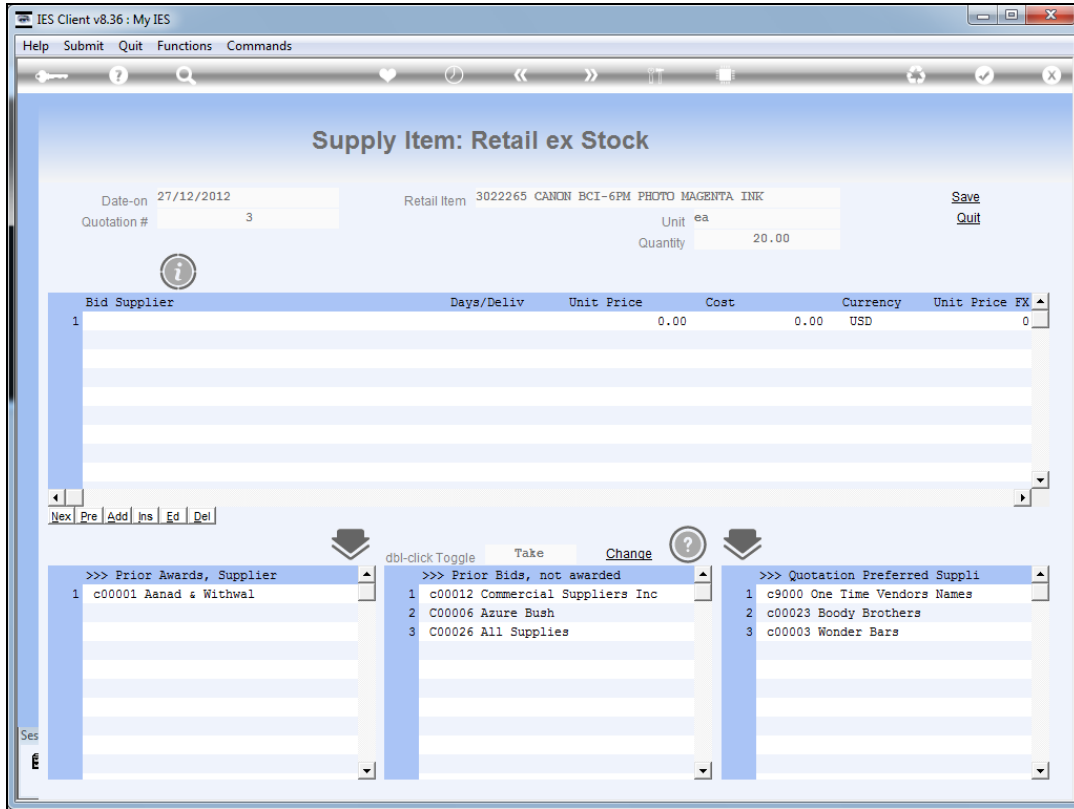 IES Client v8.36 : My IES
Help Submit Quit Functions Commands
Supply Item: Retail ex Stock
Date-on 27/12/2012 Retail Item 3022265 CANON BCI-6PM PHOTO MAGENTA INK Save
Quotation # 3 Unit ea Quit
Quantity 20.00
Bid Supplier Days/Deliv Unit Price Cost Currency Unit Price FX
1 0.00 0.00 USD 0
Nex Pre Add Ins Ed Del
dbl-click Toggle Take Change
>>> Prior Awards, Supplier >>> Prior Bids, not awarded >>> Quotation Preferred Suppli
1 c00001 Aanad & Withwal 1 c00012 Commercial Suppliers Inc 1 c9000 One Time Vendors Names
2 C00006 Azure Bush 2 c00023 Boody Brothers
3 C00026 All Supplies 3 c00003 Wonder Bars
Ses